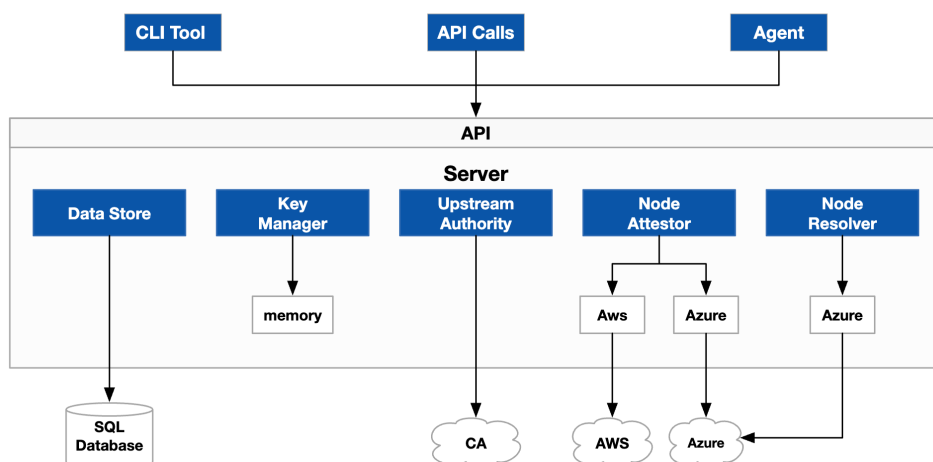 CLI Tool
API Calls
Agent
API
Server
Data Store
Key
Manager
Upstream
Authority
Node
Attestor
Node
Resolver
memory
Aws
Azure
Azure
SQL
Database
CA
AWS
Azure